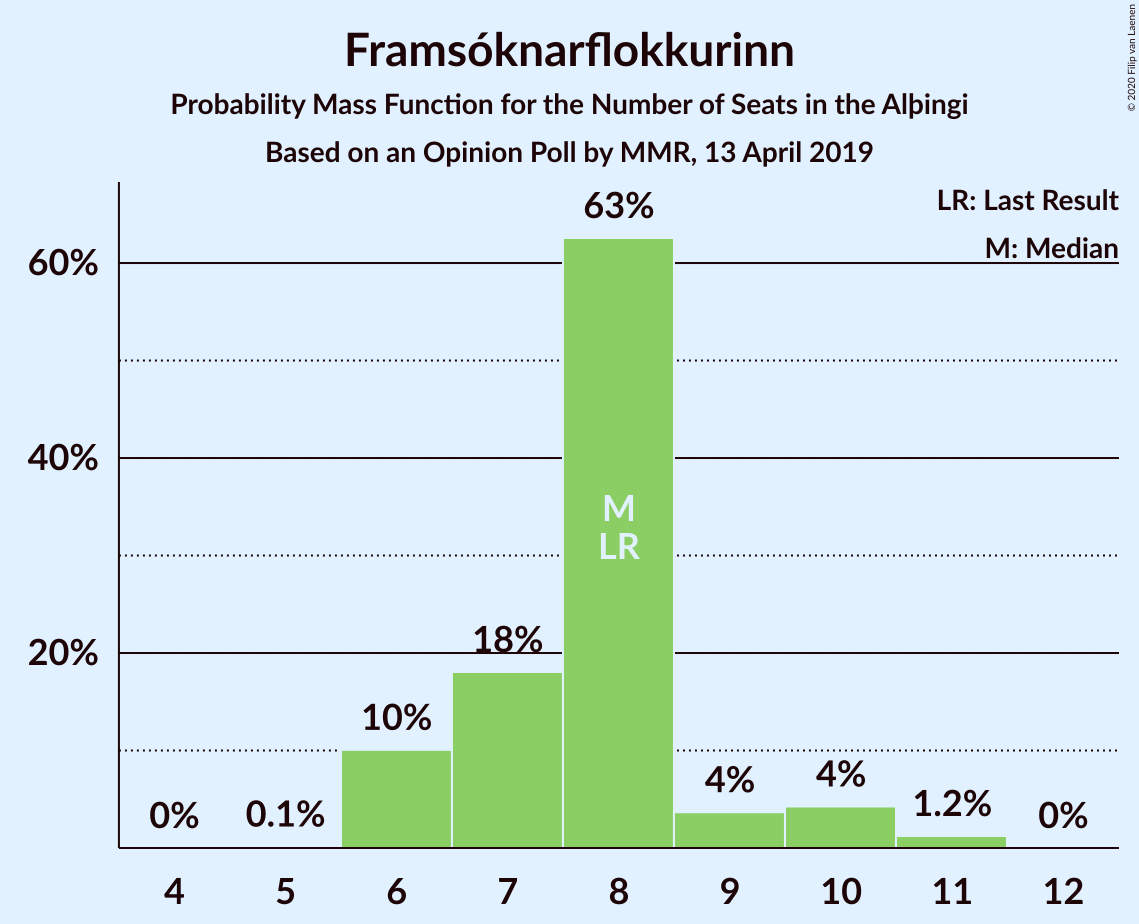 Framsóknarflokkurinn
Probability Mass Function for the Number of Seats in the Alþingi
Based on an Opinion Poll by MMR, 13 April 2019
© 2020 Filip van Laenen
LR: Last Result
M: Median
63%
60%
40%
M
LR
20%
18%
10%
0%
0.1%
4%
4%
1.2%
0%
4 5 6 7 8 9 10 11 12